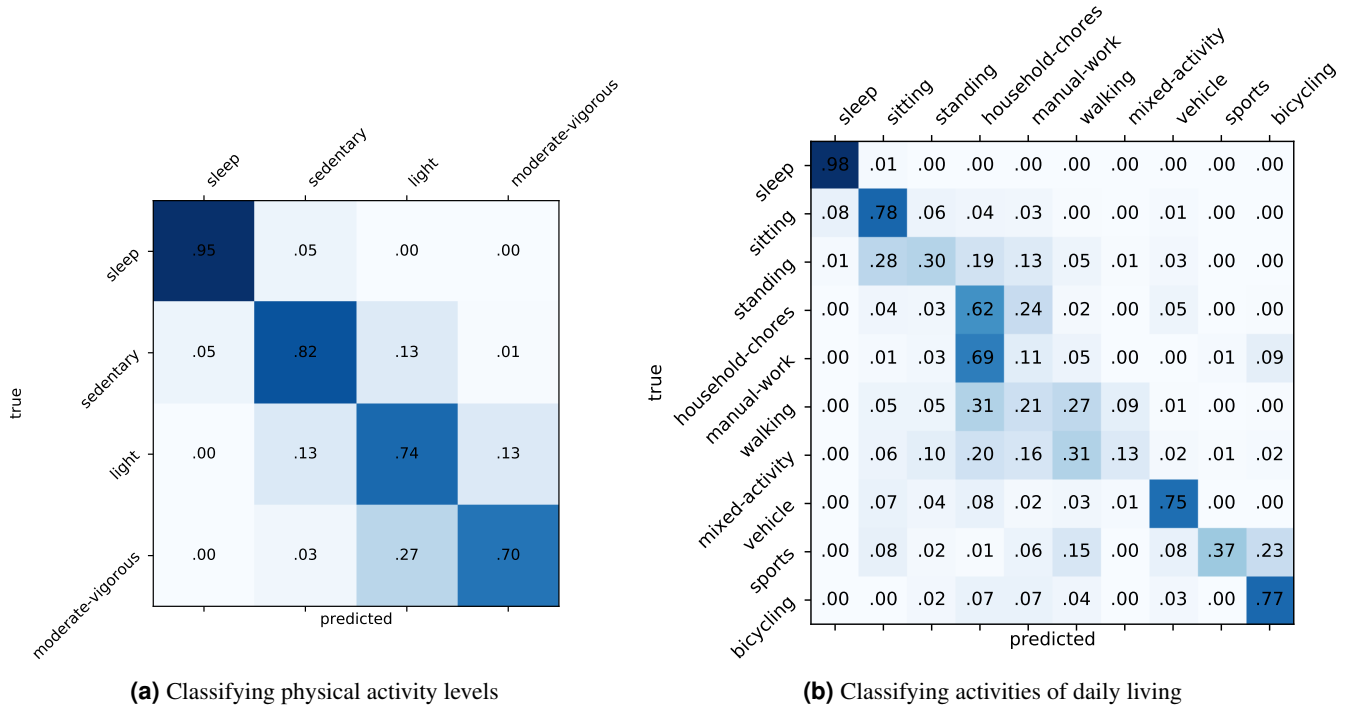 sleep
sedentary
light
moderate-vigorous
true
sleep .95 .05 .00 .00
sedentary .05 .82 .13 .01
light .00 .13 .74 .13
moderate-vigorous .00 .03 .27 .70
predicted
(a) Classifying physical activity levels
sleep
sitting
standing
household-chores
manual-work
walking
mixed-activity
vehicle
sports
bicycling
true
sleep .98 .01 .00 .00 .00 .00 .00 .00 .00 .00
sitting .08 .78 .06 .04 .03 .00 .00 .01 .00 .00
standing .01 .28 .30 .19 .13 .05 .01 .03 .00 .00
household-chores .00 .04 .03 .62 .24 .02 .00 .05 .00 .00
manual-work .00 .01 .03 .69 .11 .05 .00 .00 .01 .09
walking .00 .05 .05 .31 .21 .27 .09 .01 .00 .00
mixed-activity .00 .06 .10 .20 .16 .31 .13 .02 .01 .02
vehicle .00 .07 .04 .08 .02 .03 .01 .75 .00 .00
sports .00 .08 .02 .01 .06 .15 .00 .08 .37 .23
bicycling .00 .00 .02 .07 .07 .04 .00 .03 .00 .77
predicted
(b) Classifying activities of daily living